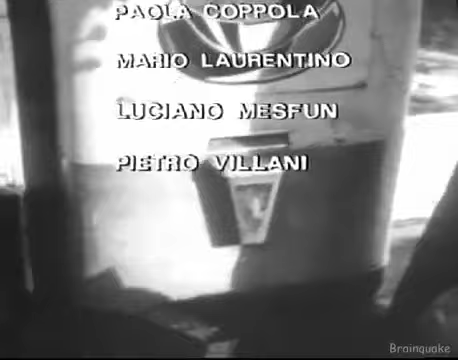 PAOLA COPPOLA
MARIO LAURENTINO
LUCIANO MESFUN
PIETRO VILLANI
Brainquake